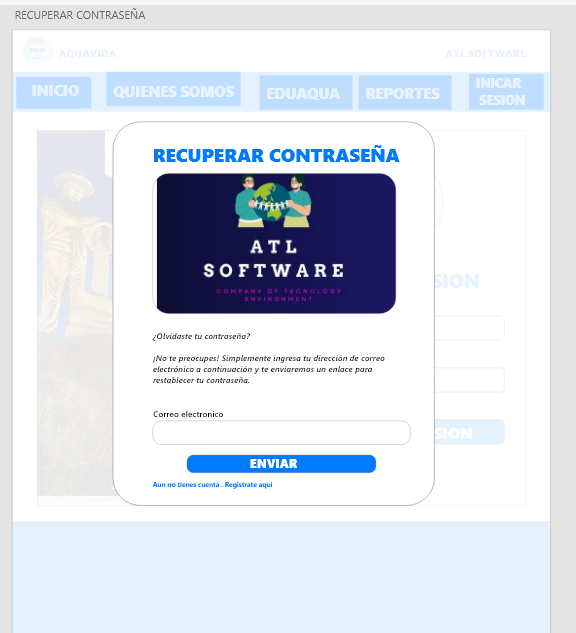 RECUPERAR CONTRASEÑA
AQUAVIDA
ATL SOFTWARE
INICIO
QUIENES SOMOS
EDUAQUA
REPORTES
INICAR
SESION
RECUPERAR CONTRASEÑA
ATL
SOFTWARE
COMPANY OF TECNOLOGY
ENVIRONMENT
SION
¿Olvidaste tu contraseña?
¡No te preocupes! Simplemente ingresa tu dirección de correo
electrónico a continuación y te enviaremos un enlace para
restablecer tu contraseña.
Correo electronico
SION
ENVIAR
Aun no tienes cuenta . Registrate aqui